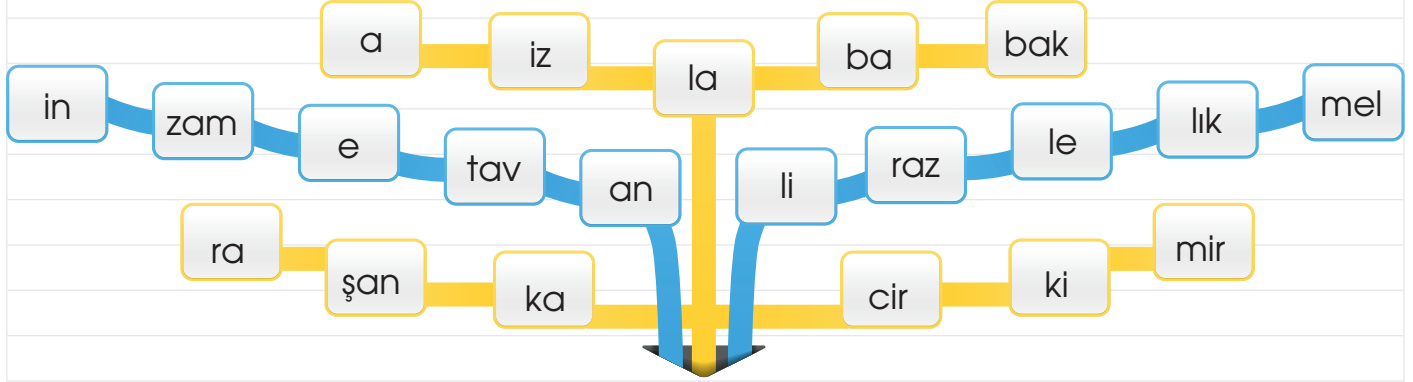 a iz la ba bak
in zam e tav an li raz le lık mel
ra şan ka cir ki mir